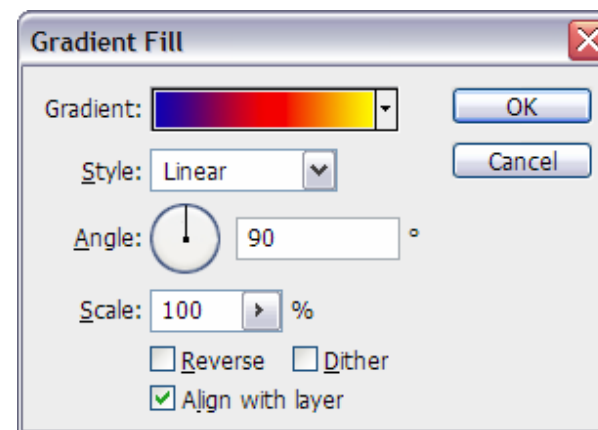 Gradient Fill
Gradient:
OK
Style: Linear
Cancel
Angle: 90 °
Scale: 100 %
Reverse Dither
Align with layer